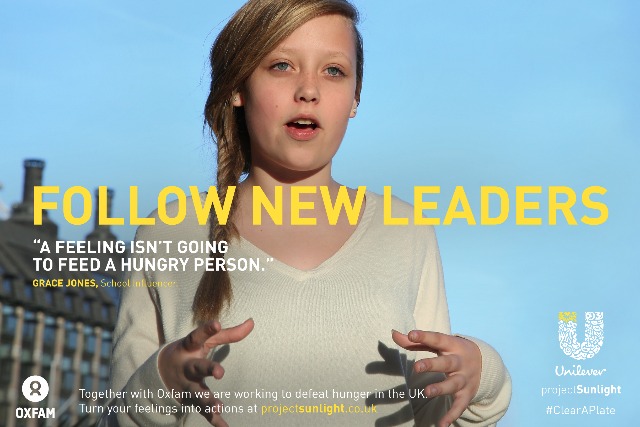 FOLLOW NEW LEADERS
“A FEELING ISN’T GOING
TO FEED A HUNGRY PERSON.”
GRACE JONES, School Influencer
Unilever
projectSunlight
#ClearAPlate
OXFAM
Together with Oxfam we are working to defeat hunger in the UK.
Turn your feelings into actions at projectsunlight.co.uk